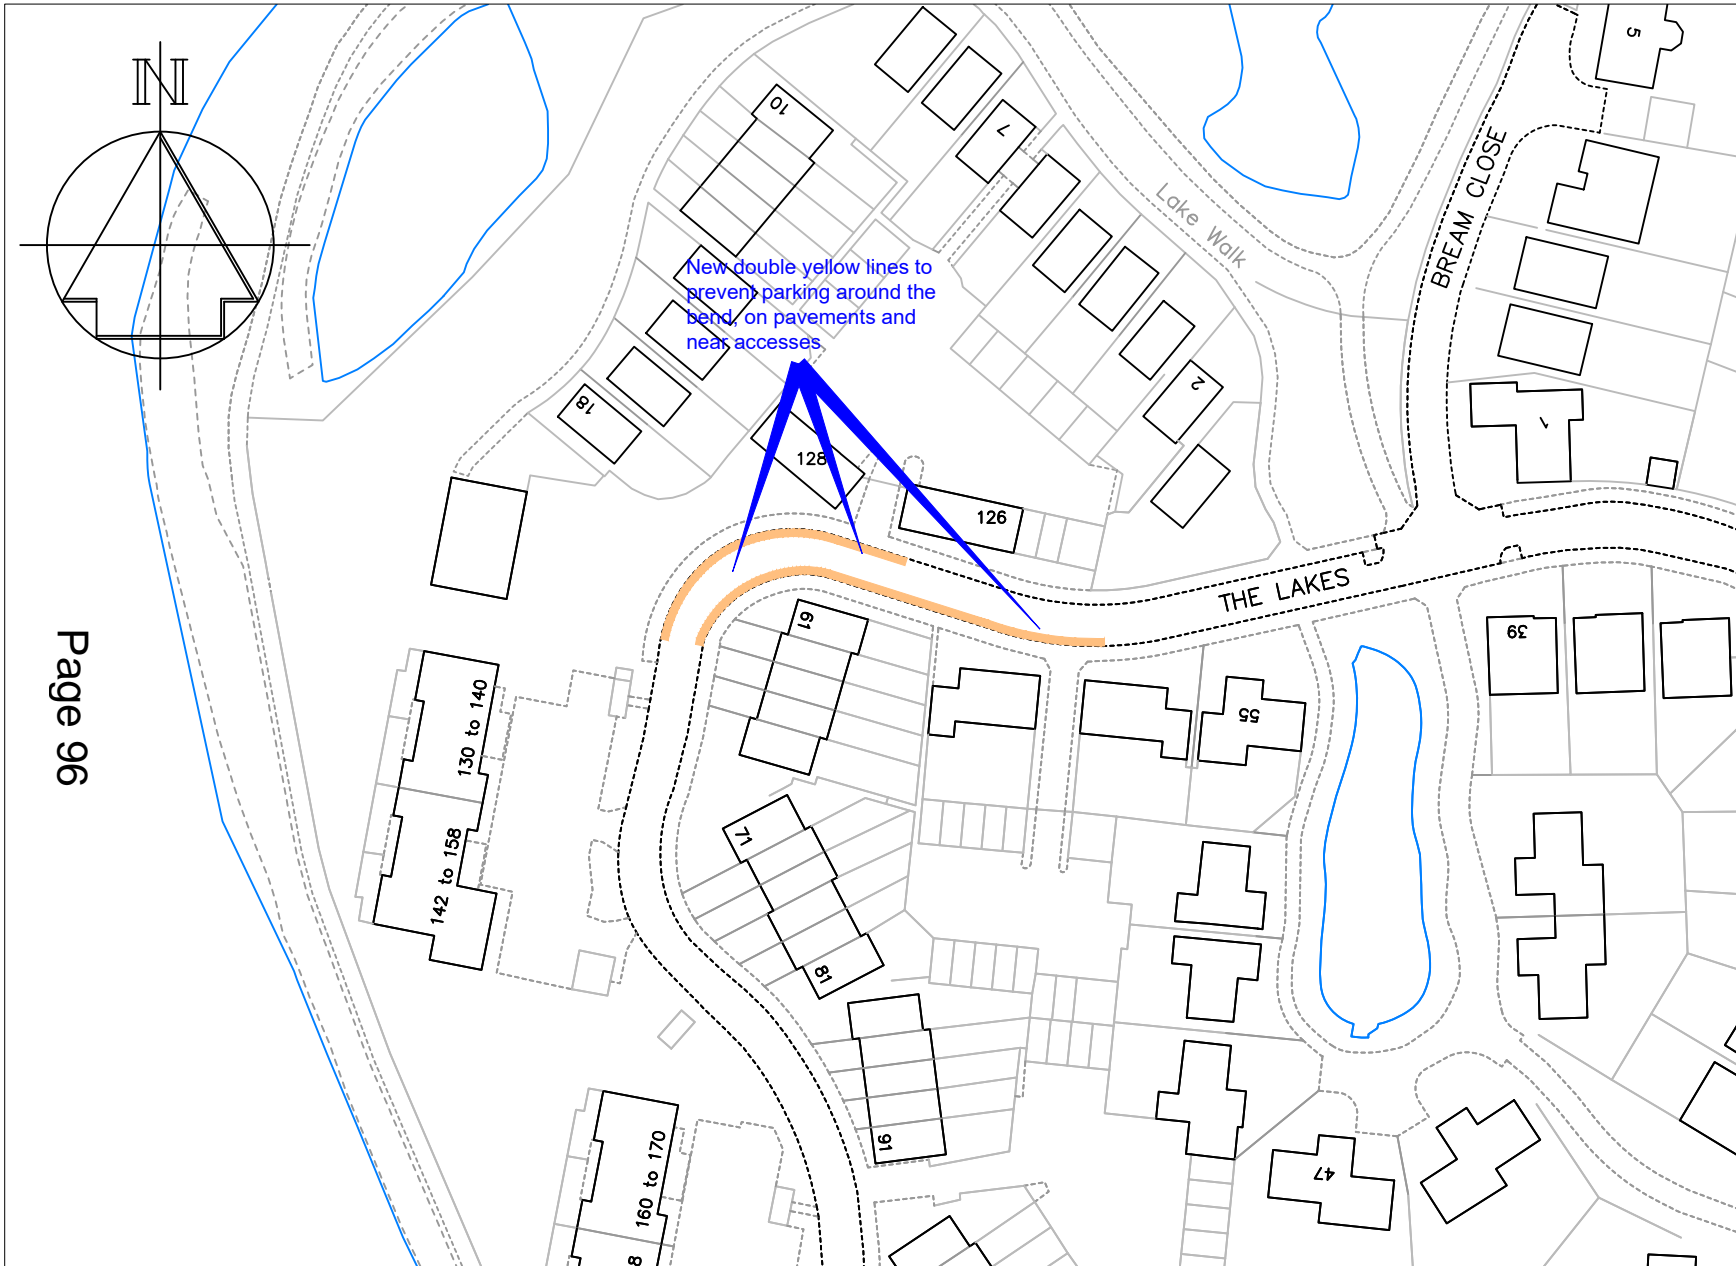 N
5
10
7
BREAM CLOSE
Lake Walk
New double yellow lines to
prevent parking around the
bend, on pavements and
near accesses
2
18
1
128
126
THE LAKES
61
39
Page 96
130 to 140
55
142 to 158
71
81
91
160 to 170
47
8